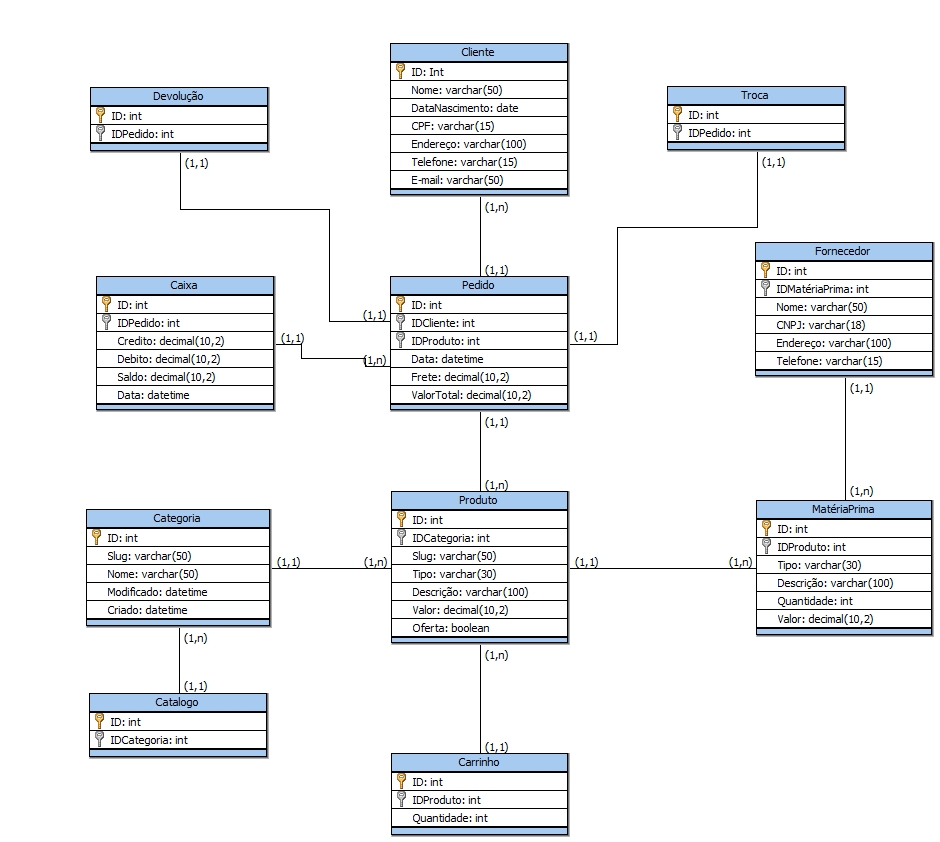 Cliente
ID: Int
Nome: varchar(50)
DataNascimento: date
CPF: varchar(15)
Endereço: varchar(100)
Telefone: varchar(15)
E-mail: varchar(50)
(1,n)
(1,1)
Devolução
ID: int
IDPedido: int
(1,1)
(1,1)
Troca
ID: int
IDPedido: int
(1,1)
(1,1)
Caixa
ID: int
IDPedido: int
Credito: decimal(10,2)
Debito: decimal(10,2)
Saldo: decimal(10,2)
Data: datetime
(1,1)
(1,n)
Pedido
ID: int
IDCliente: int
IDProduto: int
Data: datetime
Frete: decimal(10,2)
ValorTotal: decimal(10,2)
(1,1)
(1,n)
Fornecedor
ID: int
IDMatériaPrima: int
Nome: varchar(50)
CNPJ: varchar(18)
Endereço: varchar(100)
Telefone: varchar(15)
(1,1)
(1,n)
Categoria
ID: int
Slug: varchar(50)
Nome: varchar(50)
Modificado: datetime
Criado: datetime
(1,1)
(1,n)
Produto
ID: int
IDCategoria: int
Slug: varchar(50)
Tipo: varchar(30)
Descrição: varchar(100)
Valor: decimal(10,2)
Oferta: boolean
(1,1)
(1,n)
MatériaPrima
ID: int
IDProduto: int
Tipo: varchar(30)
Descrição: varchar(100)
Quantidade: int
Valor: decimal(10,2)
(1,n)
(1,1)
Catalogo
ID: int
IDCategoria: int
(1,n)
(1,1)
Carrinho
ID: int
IDProduto: int
Quantidade: int